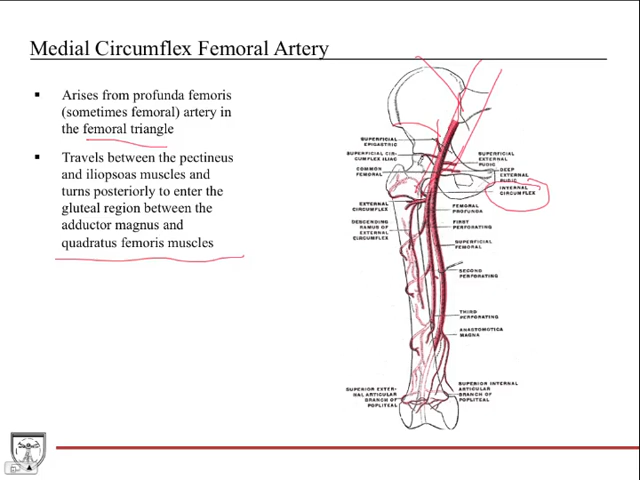 Medial Circumflex Femoral Artery
Arises from profunda femoris
(sometimes femoral) artery in
the femoral triangle
Travels between the pectineus
and iliopsoas muscles and
turns posteriorly to enter the
gluteal region between the
adductor magnus and
quadratus femoris muscles
SUPERFICIAL
EPIGASTRIC
SUPERFICIAL CIR-
CUMFLEX ILIAC
COMMON
FEMORAL
EXTERNAL
CIRCUMFLEX
DESCENDING
RAMUS OF
EXTERNAL
CIRCUMFLEX
SUPERIOR EXTER-
NAL ARTICULAR
BRANCH OF
POPLITEAL
SUPERFICIAL
EXTERNAL
PUDIC
DEEP
EXTERNAL
PUDIC
INTERNAL
CIRCUMFLEX
FEMORAL
PROFUNDA
FIRST
PERFORATING
SUPERFICIAL
FEMORAL
SECOND
PERFORATING
THIRD
PERFORATING
ANASTOMOTICA
MAGNA
SUPERIOR INTERNAL
ARTICULAR
BRANCH OF
POPLITEAL